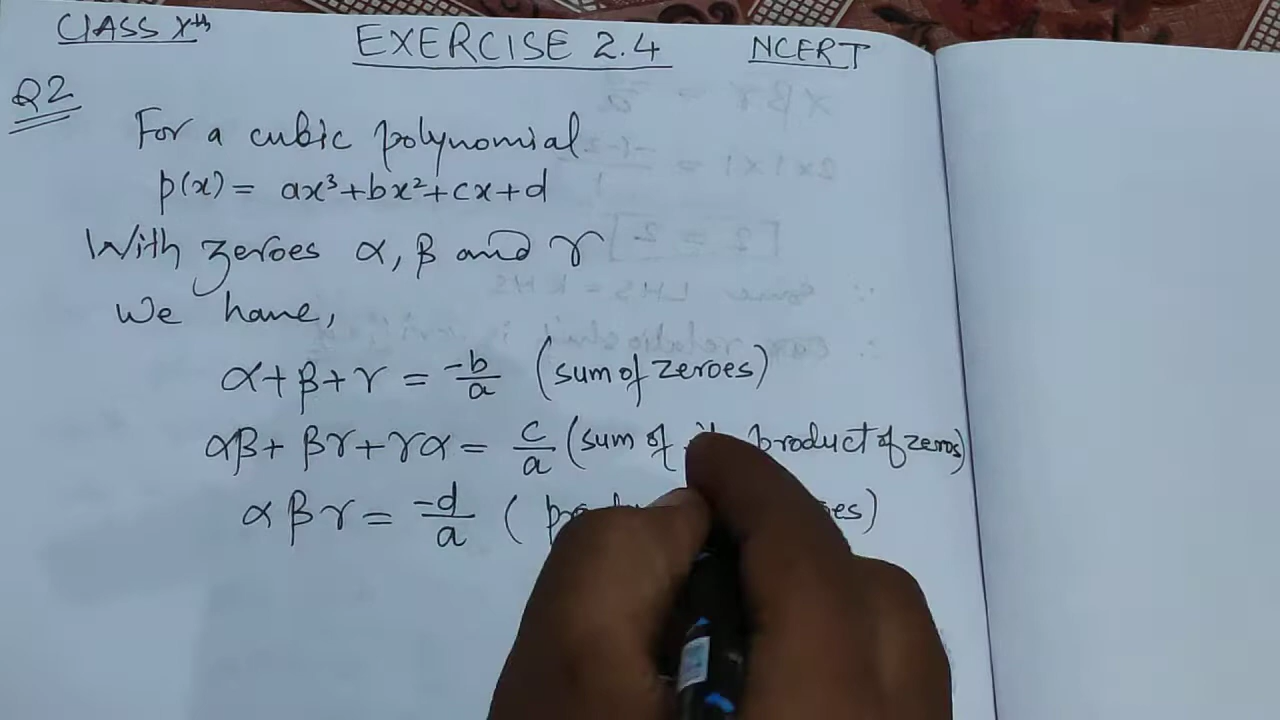 CLASS Xth EXERCISE 2.4 NCERT
Q2
For a cubic polynomial
p(x) = ax³+bx²+cx+d
With zeroes α, β and γ
We have,
α+β+γ = -b/a (sum of zeroes)
αβ+βγ+γα = c/a (sum of product of zeros)
αβγ = -d/a (